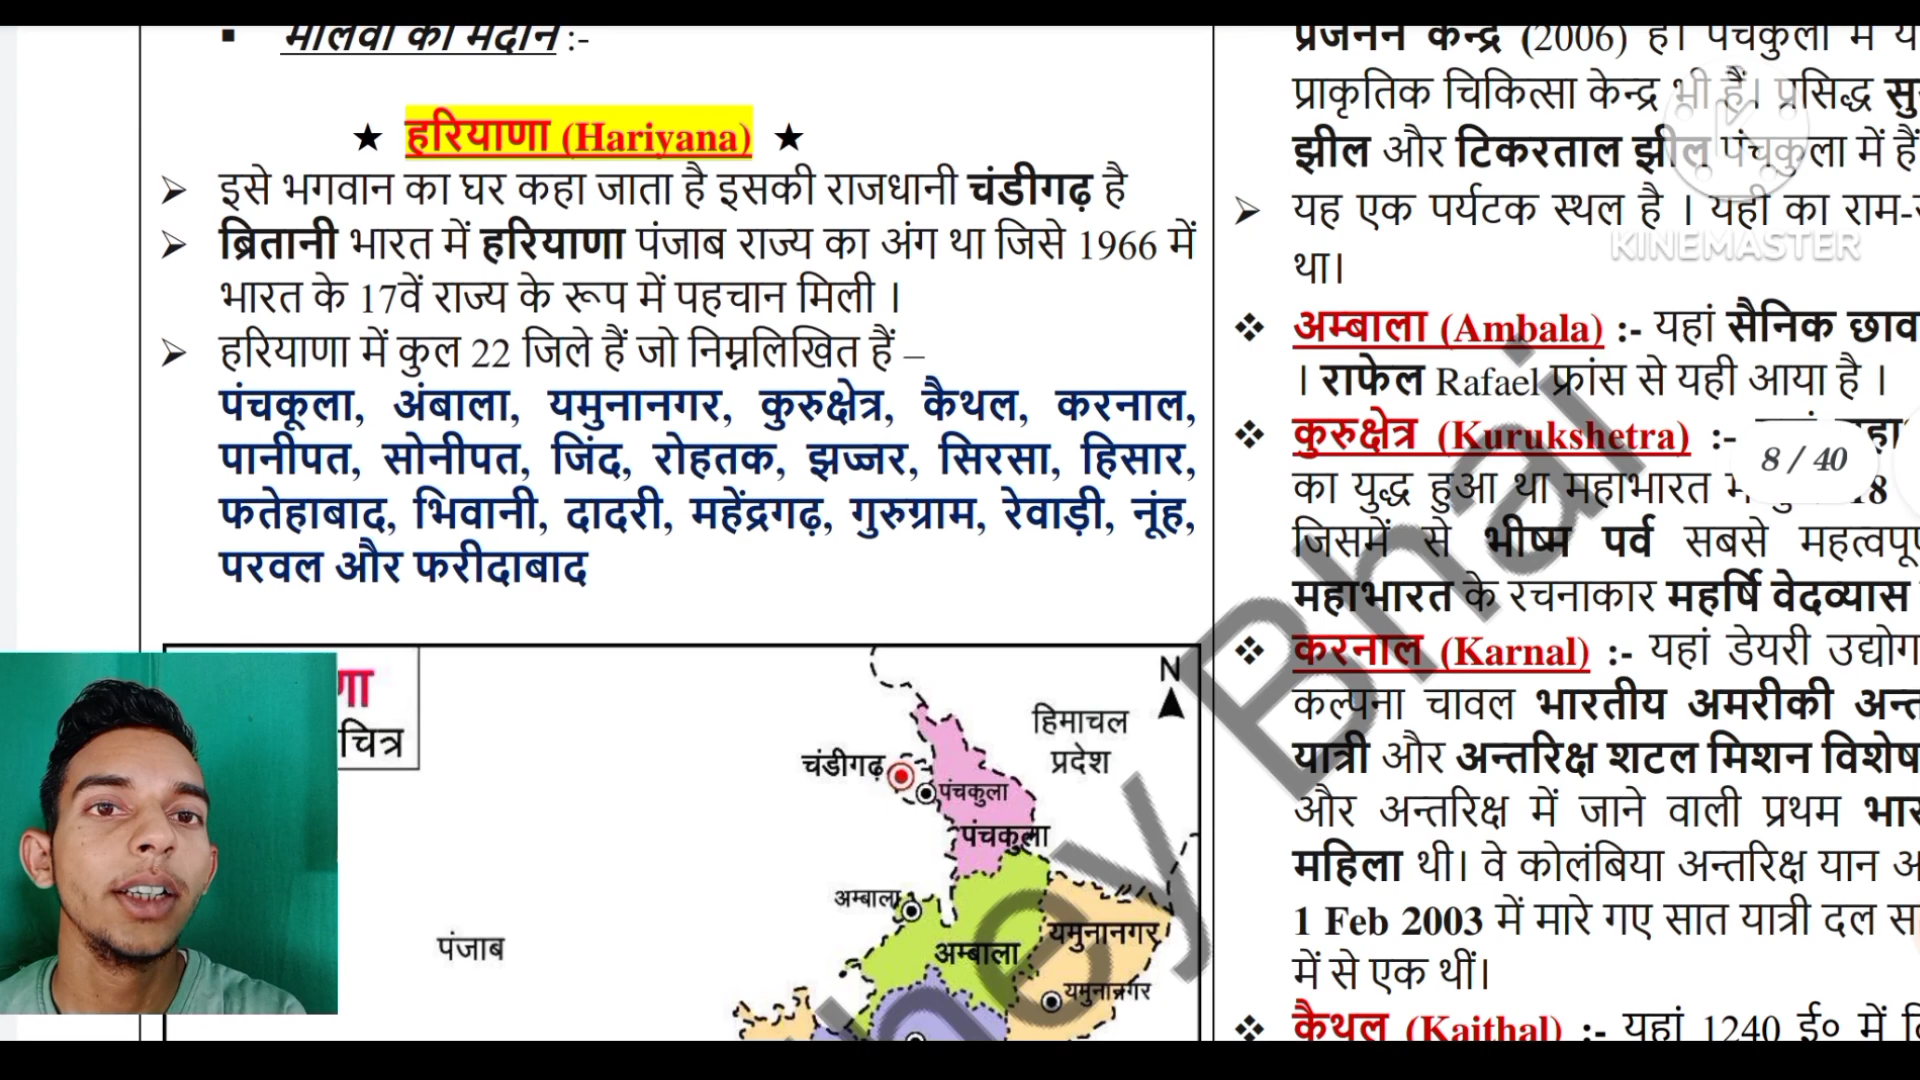 मालवा का मैदान :-
★ हरियाणा (Hariyana) ★
➢ इसे भगवान का घर कहा जाता है इसकी राजधानी चंडीगढ़ है
➢ ब्रितानी भारत में हरियाणा पंजाब राज्य का अंग था जिसे 1966 में
भारत के 17वें राज्य के रूप में पहचान मिली ।
➢ हरियाणा में कुल 22 जिले हैं जो निम्नलिखित हैं –
पंचकूला, अंबाला, यमुनानगर, कुरुक्षेत्र, कैथल, करनाल,
पानीपत, सोनीपत, जिंद, रोहतक, झज्जर, सिरसा, हिसार,
फतेहाबाद, भिवानी, दादरी, महेंद्रगढ़, गुरुग्राम, रेवाड़ी, नूंह,
परवल और फरीदाबाद
चित्र
N
हिमाचल
प्रदेश
चंडीगढ़
पंचकुला
पंचकुला
अम्बाला
अम्बाला
यमुनानगर
यमुनानगर
पंजाब
प्रजनन केन्द्र (2006) है। पंचकुला में
प्राकृतिक चिकित्सा केन्द्र भी हैं। प्रसिद्ध
झील और टिकरताल झील पंचकुला में हैं
➢ यह एक पर्यटक स्थल है । यही का राम-
था।
❖ अम्बाला (Ambala) :- यहां सैनिक
। राफेल Rafael फ्रांस से यही आया है ।
❖ कुरुक्षेत्र (Kurukshetra) :-
का युद्ध हुआ था महाभारत 18
जिसमें से भीष्म पर्व सबसे
महाभारत के रचनाकार महर्षि वेदव्यास
❖ करनाल (Karnal) :- यहां डेयरी उद्योग
कल्पना चावल भारतीय अमरीकी
यात्री और अन्तरिक्ष शटल मिशन
और अन्तरिक्ष में जाने वाली प्रथम
महिला थी। वे कोलंबिया अन्तरिक्ष यान
1 Feb 2003 में मारे गए सात यात्री दल
में से एक थीं।
❖ कैथल (Kaithal) :- यहां 1240 ई० में
8 / 40
KINEMASTER
Bhai